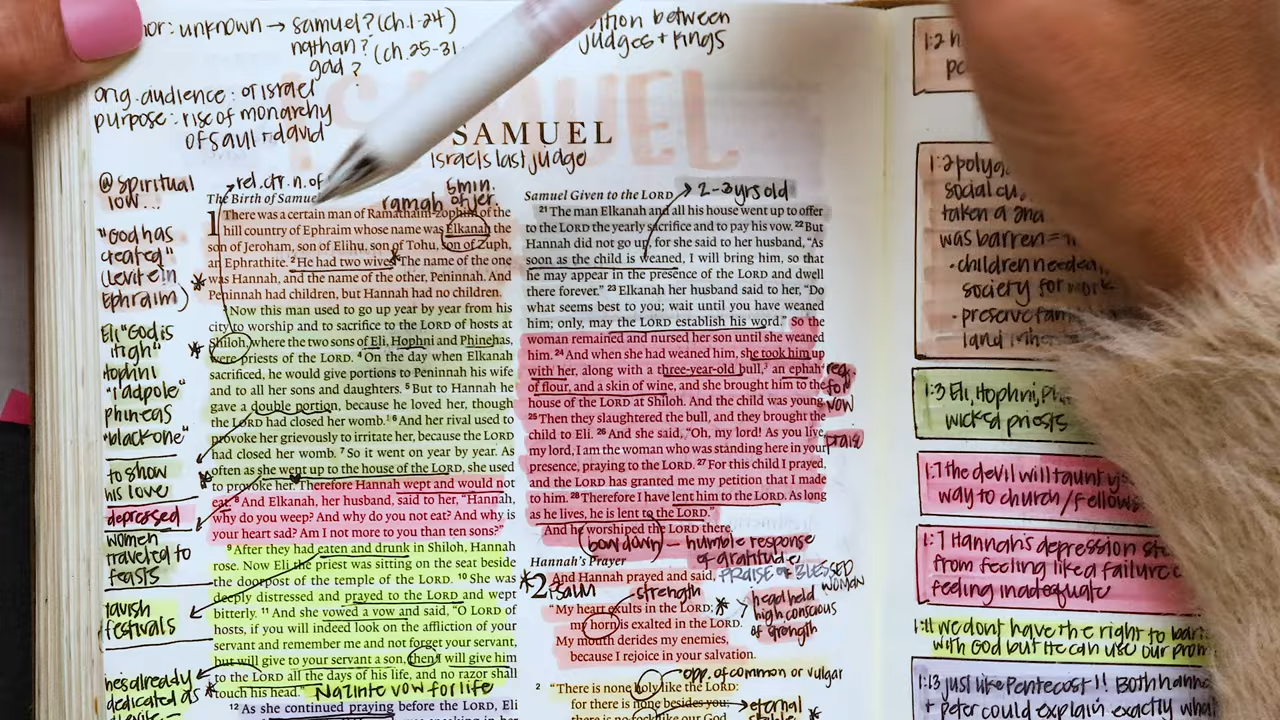 hor: unknown → samuel? (ch.1-24)
nathan? (ch.25-31
gad?
ition between
judges + kings
orig. audience: of israel
purpose: rise of monarchy
of saul + david
SAMUEL
SAMUEL
israels last judge
@ spiritual
low...
"God has
created"
(levite in
Ephraim)
Eli "God is
High"
Hophni
"tadpole"
phineas
"black one"
to show
his love
depressed
women
traveled to
feasts
lavish
festivals
he's already
dedicated as
rel. ctr. n. of
The Birth of Samuel
ramah
5 mi n.
of jer.
1 There was a certain man of Ramathaim-zophim of the
hill country of Ephraim whose name was Elkanah the
son of Jeroham, son of Elihu, son of Tohu, son of Zuph,
an Ephrathite. 2 He had two wives. The name of the one
was Hannah, and the name of the other, Peninnah. And
Peninnah had children, but Hannah had no children.
Now this man used to go up year by year from his
city to worship and to sacrifice to the LORD of hosts at
Shiloh, where the two sons of Eli, Hophni and Phinehas,
were priests of the LORD. 4 On the day when Elkanah
sacrificed, he would give portions to Peninnah his wife
and to all her sons and daughters. 5 But to Hannah he
gave a double portion, because he loved her, though
the LORD had closed her womb. 6 And her rival used to
provoke her grievously to irritate her, because the LORD
had closed her womb. 7 So it went on year by year. As
often as she went up to the house of the LORD, she used
to provoke her. Therefore Hannah wept and would not
eat. 8 And Elkanah, her husband, said to her, "Hannah,
why do you weep? And why do you not eat? And why is
your heart sad? Am I not more to you than ten sons?"
9 After they had eaten and drunk in Shiloh, Hannah
rose. Now Eli the priest was sitting on the seat beside
the doorpost of the temple of the LORD. 10 She was
deeply distressed and prayed to the LORD and wept
bitterly. 11 And she vowed a vow and said, "O LORD of
hosts, if you will indeed look on the affliction of your
servant and remember me and not forget your servant,
but will give to your servant a son, then I will give him
to the LORD all the days of his life, and no razor shall
touch his head."
Nazirite vow for life
12 As she continued praying before the LORD, Eli
Samuel Given to the LORD
→ 2-3 yrs old
21 The man Elkanah and all his house went up to offer
to the LORD the yearly sacrifice and to pay his vow. 22 But
Hannah did not go up, for she said to her husband, "As
soon as the child is weaned, I will bring him, so that
he may appear in the presence of the LORD and dwell
there forever." 23 Elkanah her husband said to her, "Do
what seems best to you; wait until you have weaned
him; only, may the LORD establish his word." So the
woman remained and nursed her son until she weaned
him. 24 And when she had weaned him, she took him up
with her, along with a three-year-old bull, an ephah
of flour, and a skin of wine, and she brought him to the
house of the LORD at Shiloh. And the child was young.
25 Then they slaughtered the bull, and they brought the
child to Eli. 26 And she said, "Oh, my lord! As you live,
my lord, I am the woman who was standing here in your
presence, praying to the LORD. 27 For this child I prayed,
and the LORD has granted me my petition that I made
to him. 28 Therefore I have lent him to the LORD. As long
as he lives, he is lent to the LORD."
And he worshiped the LORD there.
req.
for
vow
praise
bow down — humble response
of gratitude
Hannah's Prayer
2 And Hannah prayed and said,
PRAISE OF BLESSED
WOMAN
Psalm
strength
"My heart exults in the LORD;
my horn is exalted in the LORD.
My mouth derides my enemies,
because I rejoice in your salvation.
head held
high conscious
of strength
opp. of common or vulgar
2 "There is none holy like the LORD:
for there is none besides you;
→ eternal
1:2 h
1:2 polyg
social cu
taken a 2nd
was barren =
• children needed
society for work
• preserve fam
land inhe
1:3 Eli, Hophni, Ph
wicked priests
1:7 the devil will taunt
way to church/fellows
1:7 Hannah's depression st
from feeling like a failure
feeling inadequate
1:11 we dont have the right to bar
with God but He can use our prom
1:13 just like Pentecost!! Both hanna
+ peter could explain exactly what